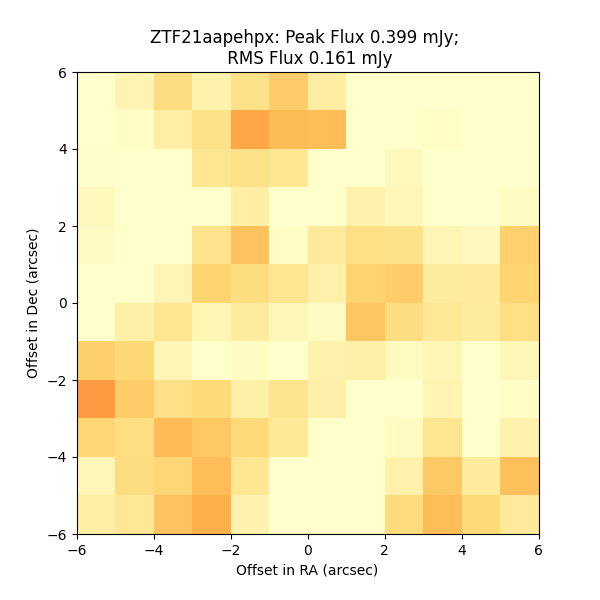 ZTF21aapehpx: Peak Flux 0.399 mJy;
RMS Flux 0.161 mJy
6
4
2
0
−2
−4
−6
Offset in Dec (arcsec)
−6 −4 −2 0 2 4 6
Offset in RA (arcsec)